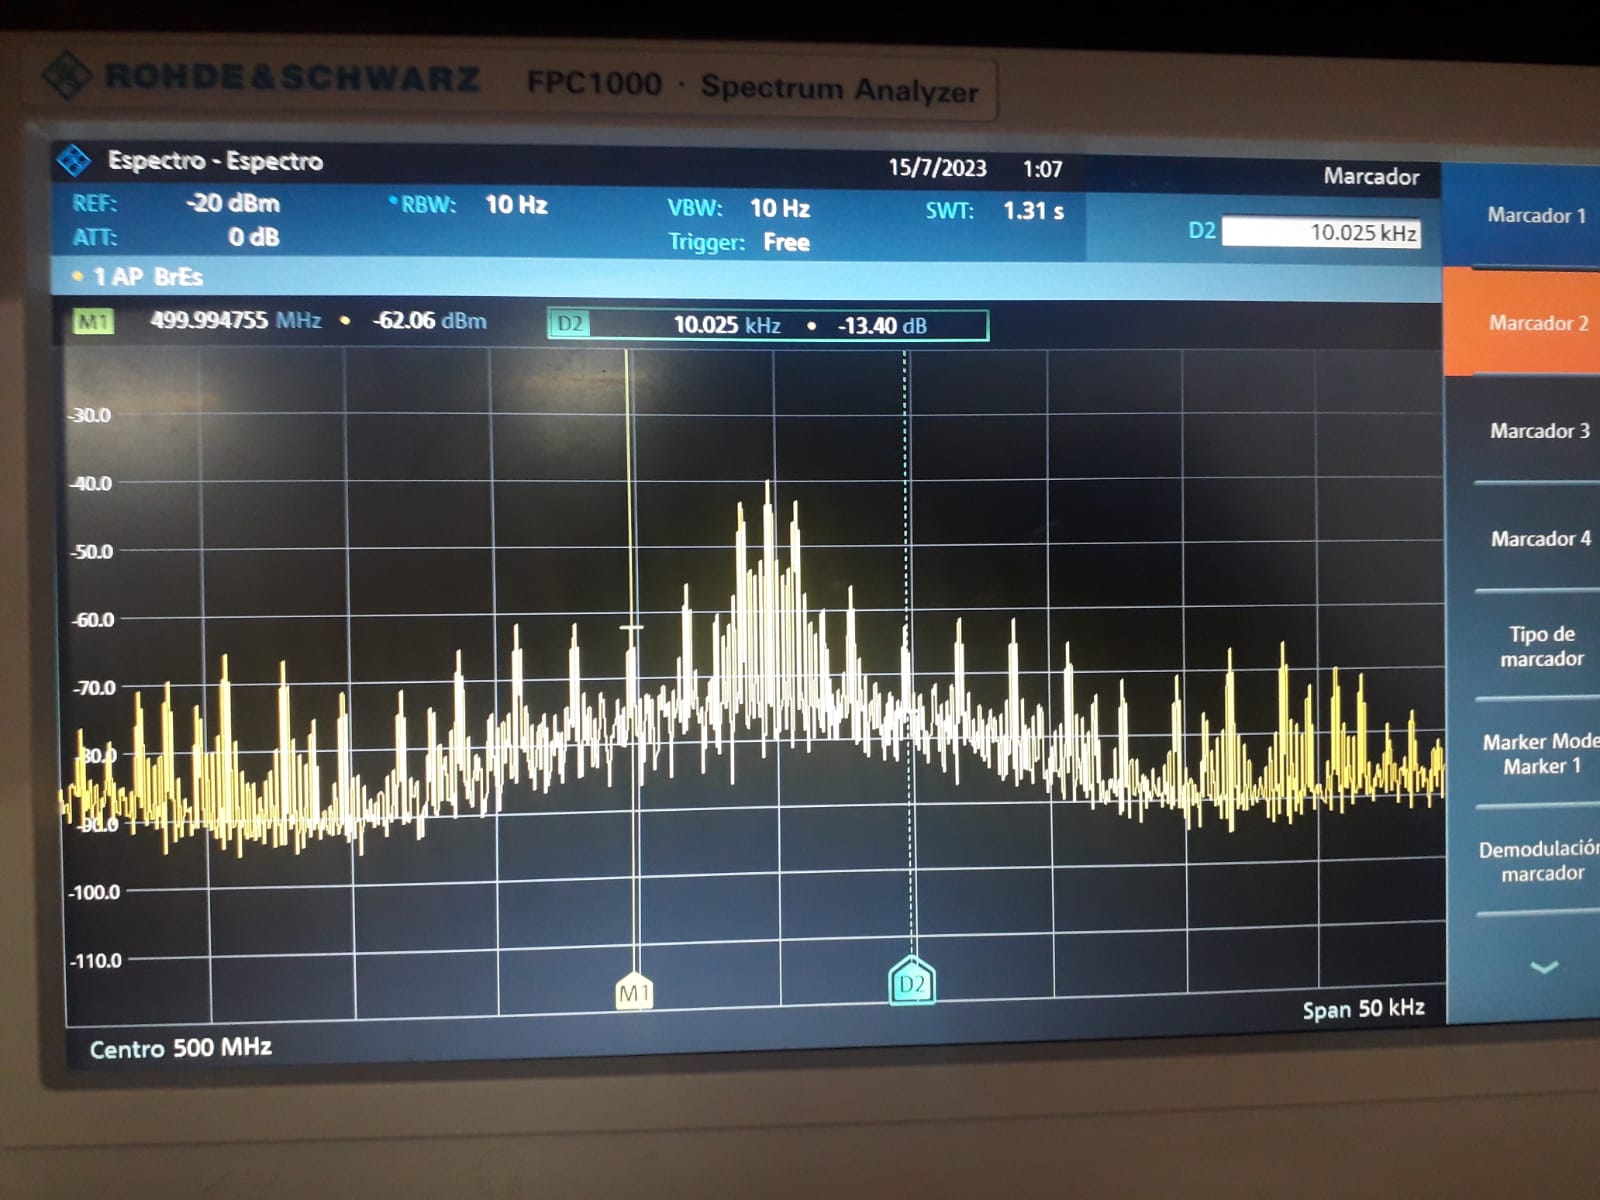 ROHDE&SCHWARZ FPC1000 · Spectrum Analyzer
Espectro - Espectro 15/7/2023 1:07 Marcador
REF: -20 dBm •RBW: 10 Hz VBW: 10 Hz SWT: 1.31 s
ATT: 0 dB Trigger: Free
D2 10.025 kHz
• 1 AP BrEs
M1 499.994755 MHz • -62.06 dBm D2 10.025 kHz • -13.40 dB
-30.0
-40.0
-50.0
-60.0
-70.0
-80.0
-90.0
-100.0
-110.0
M1
D2
Centro 500 MHz Span 50 kHz
Marcador 1
Marcador 2
Marcador 3
Marcador 4
Tipo de
marcador
Marker Mode
Marker 1
Demodulación
marcador